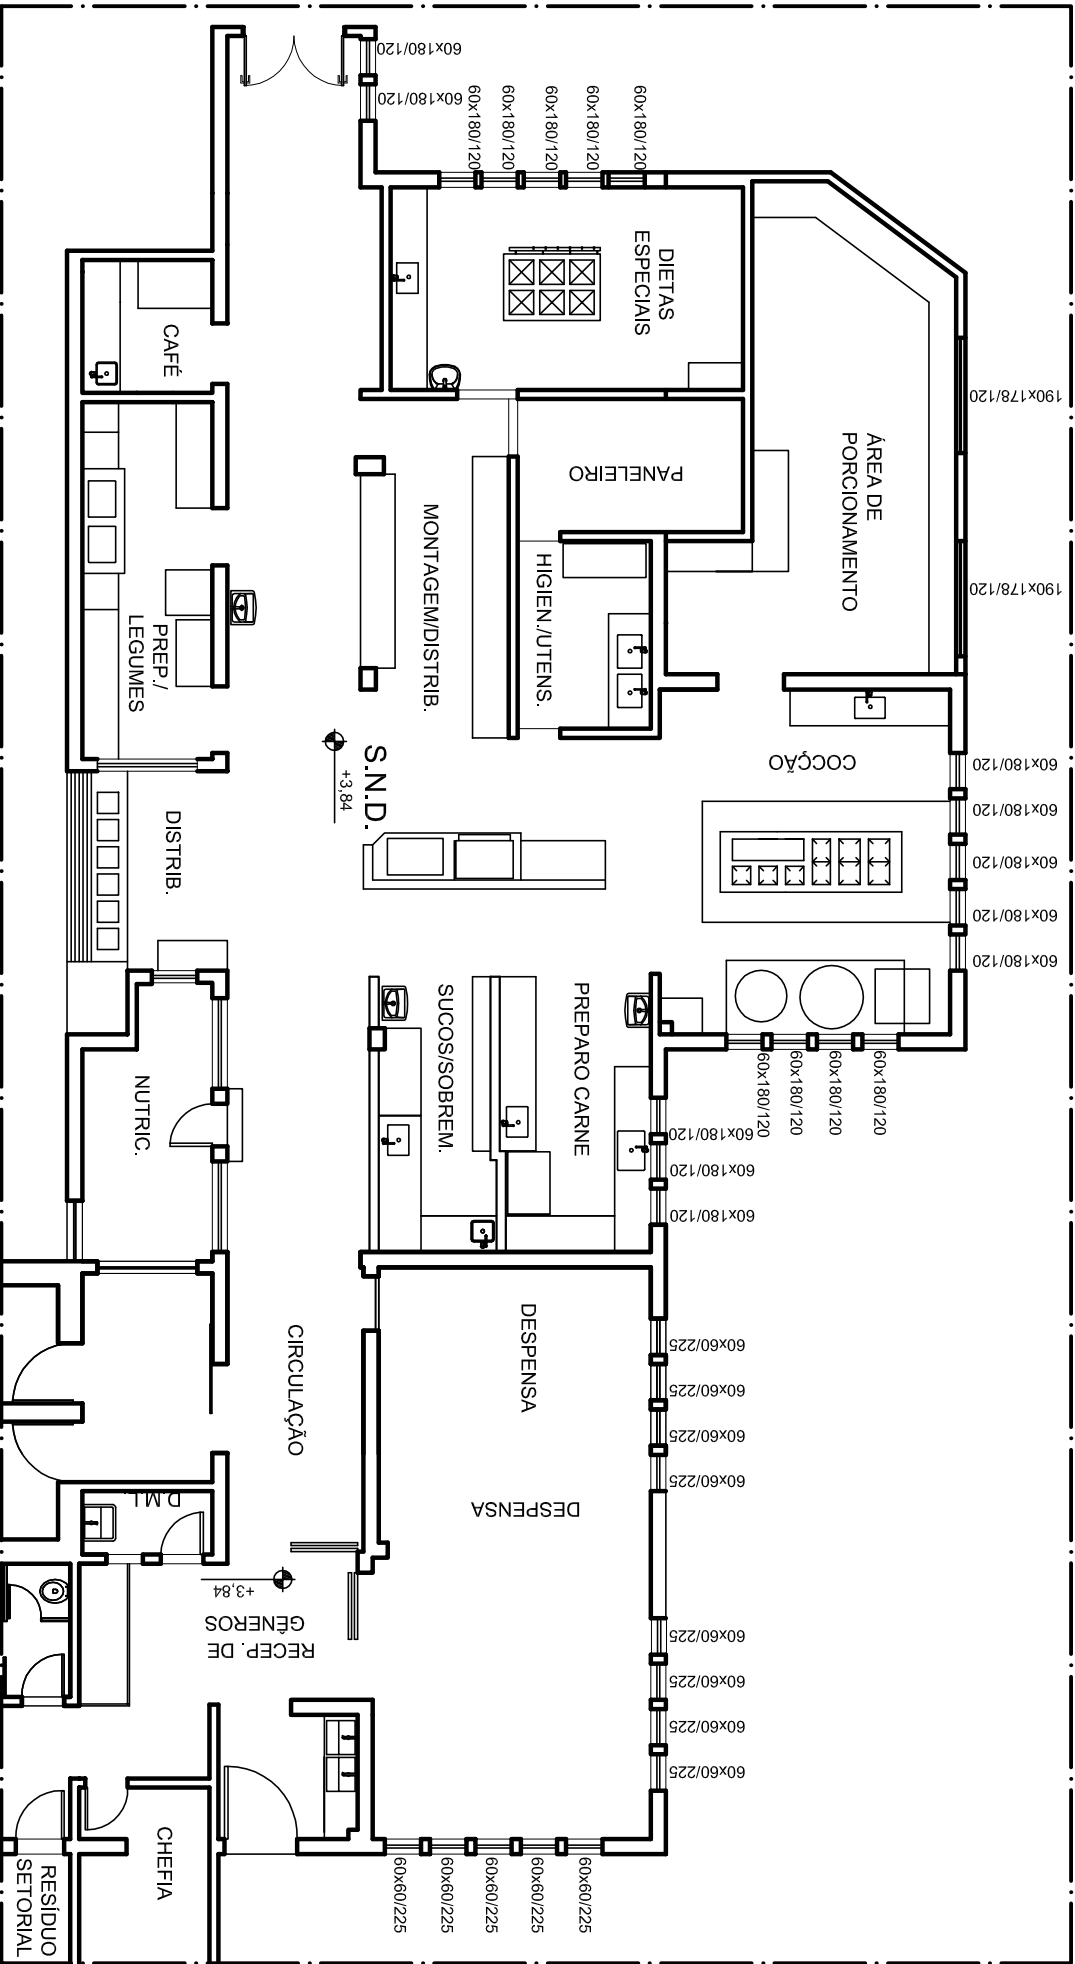 60x180/120
60x180/120
60x180/120
60x180/120
60x180/120
60x180/120
60x180/120
DIETAS
ESPECIAIS
CAFÉ
190x178/120
190x178/120
ÁREA DE
PORCIONAMENTO
PANELEIRO
MONTAGEM/DISTRIB.
HIGIEN./UTENS.
PREP./
LEGUMES
S.N.D.
+3,84
COCÇÃO
60x180/120
60x180/120
60x180/120
60x180/120
60x180/120
DISTRIB.
SUCOS/SOBREM.
PREPARO CARNE
60x180/120
60x180/120
60x180/120
60x180/120
NUTRIC.
60x180/120
60x180/120
60x180/120
CIRCULAÇÃO
DESPENSA
60x60/225
60x60/225
60x60/225
60x60/225
DESPENSA
D.M.L.
+3,84
RECEP. DE
GÊNEROS
60x60/225
60x60/225
60x60/225
60x60/225
CHEFIA
RESÍDUO
SETORIAL
60x60/225
60x60/225
60x60/225
60x60/225
60x60/225